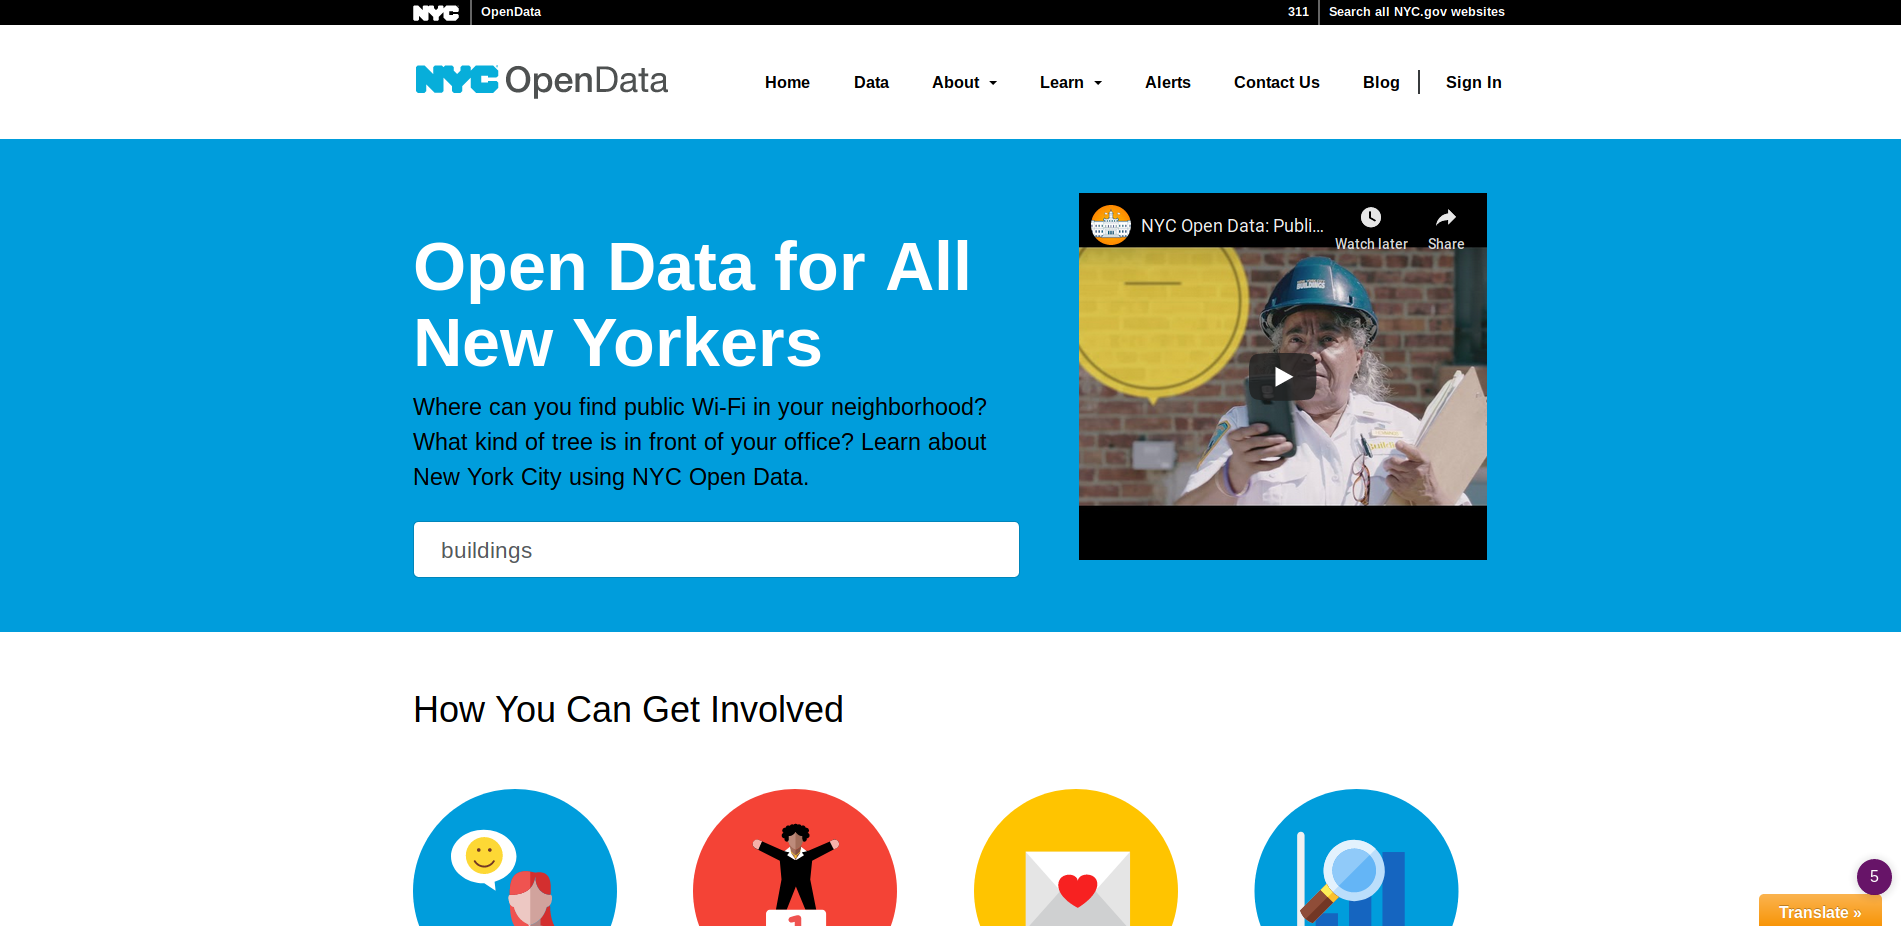 NYC OpenData 311 Search all NYC.gov websites
NYC OpenData Home Data About Learn Alerts Contact Us Blog Sign In
Open Data for All
New Yorkers
Where can you find public Wi-Fi in your neighborhood?
What kind of tree is in front of your office? Learn about
New York City using NYC Open Data.
buildings
NYC Open Data: Publi...
Watch later Share
BUILDINGS
How You Can Get Involved
1
5
Translate »